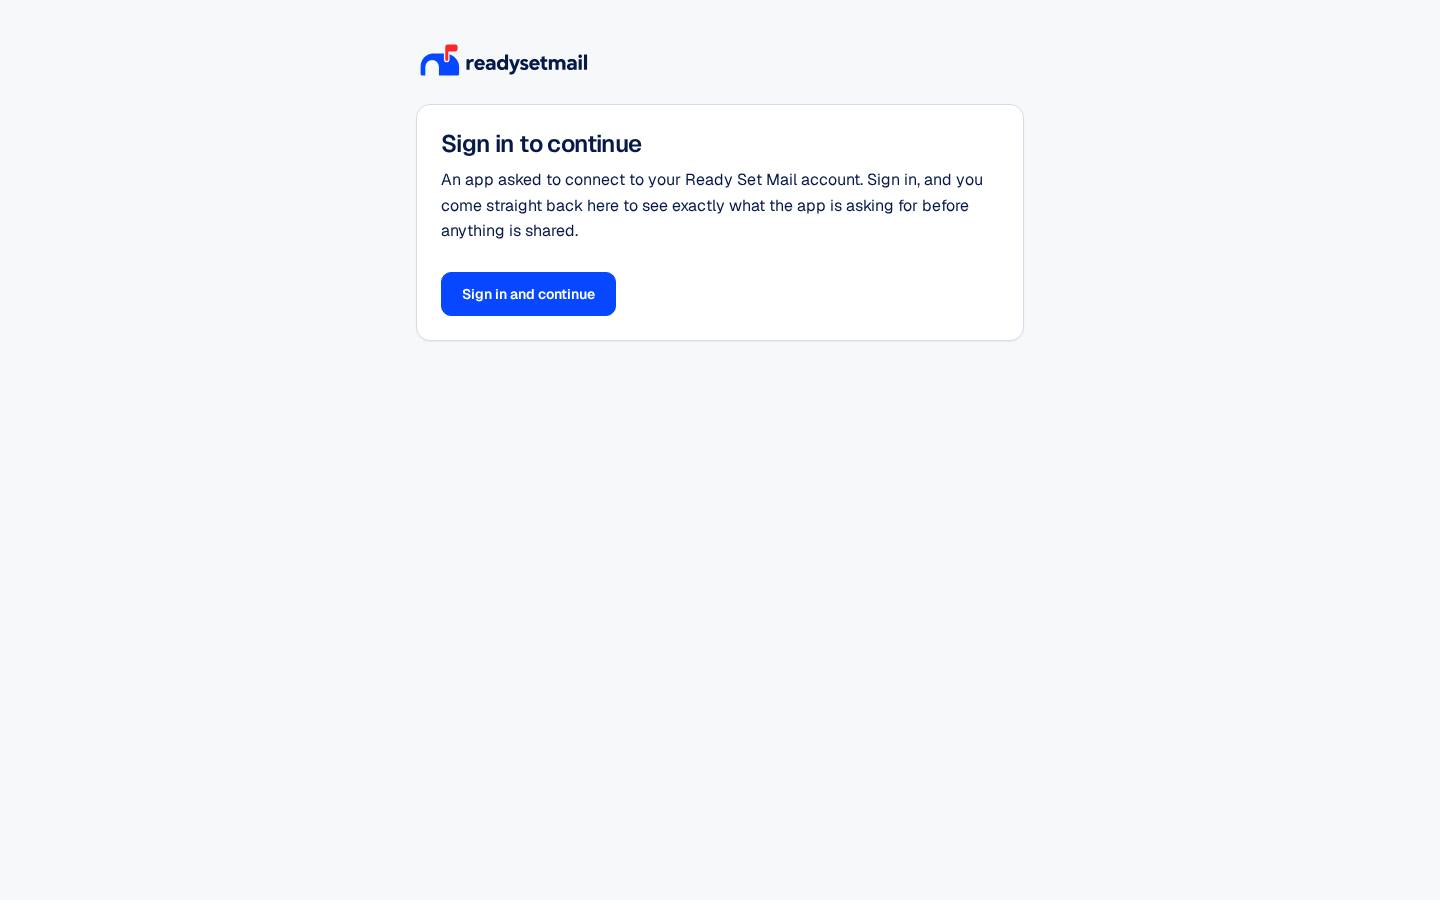 readysetmail
Sign in to continue
An app asked to connect to your Ready Set Mail account. Sign in, and you
come straight back here to see exactly what the app is asking for before
anything is shared.
Sign in and continue